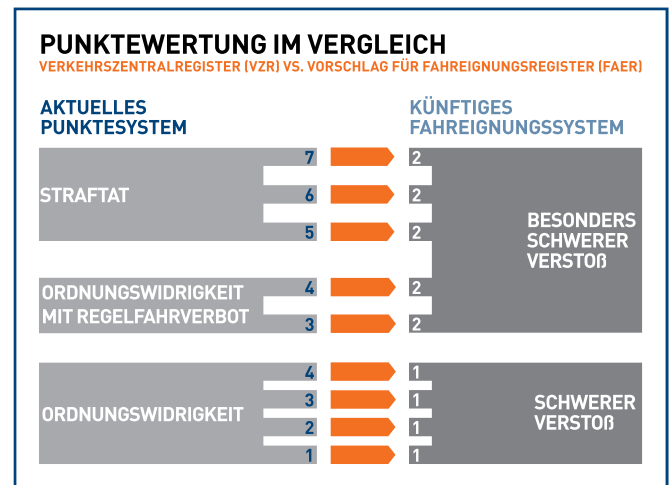 PUNKTEWERTUNG IM VERGLEICH
VERKEHRSZENTRALREGISTER (VZR) VS. VORSCHLAG FÜR FAHREIGNUNGSREGISTER (FAER)
AKTUELLES
PUNKTESYSTEM
KÜNFTIGES
FAHREIGNUNGSSYSTEM
STRAFTAT
7 2
6 2
5 2
ORDNUNGSWIDRIGKEIT
MIT REGELFAHRVERBOT
4 2
3 2
BESONDERS
SCHWERER
VERSTOß
ORDNUNGSWIDRIGKEIT
4 1
3 1
2 1
1 1
SCHWERER
VERSTOß